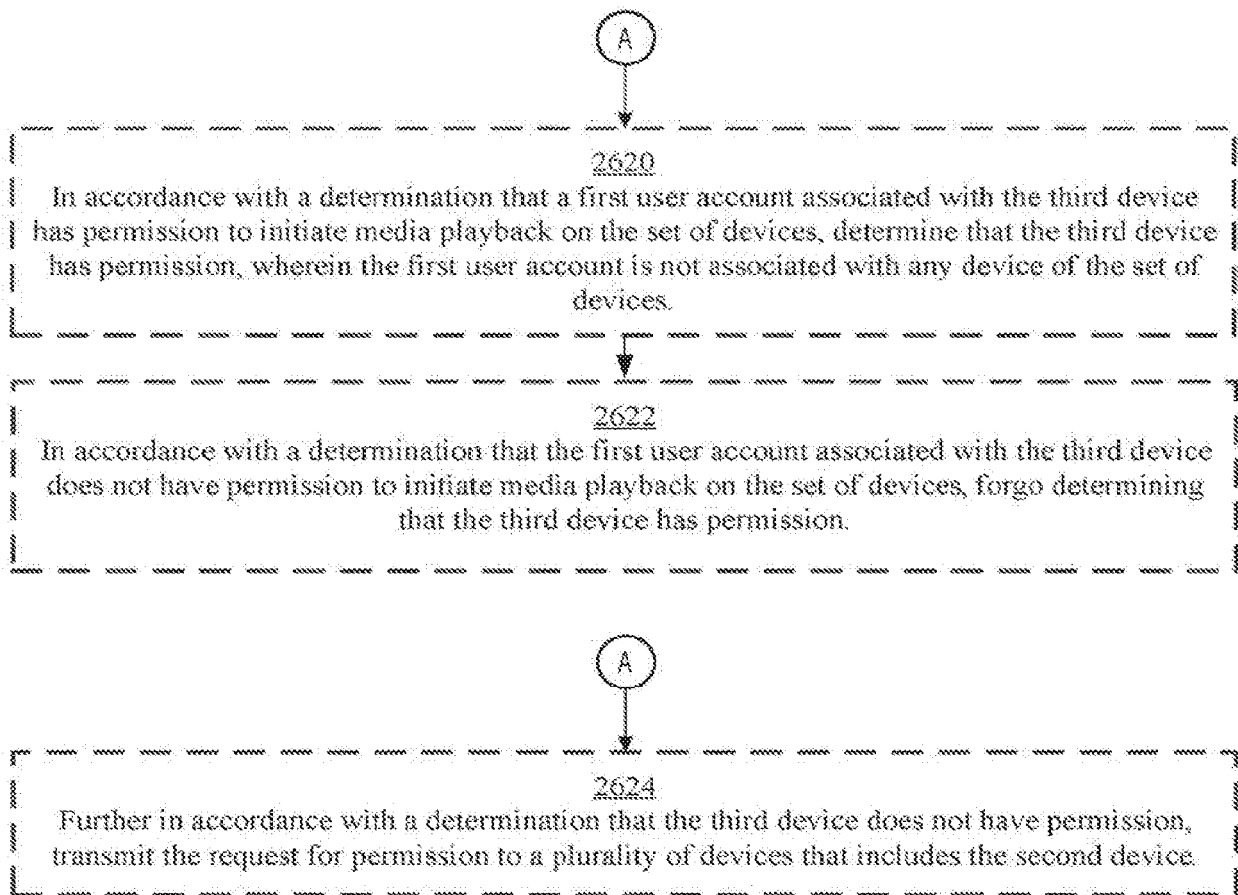 A
2620
In accordance with a determination that a first user account associated with the third device
has permission to initiate media playback on the set of devices, determine that the third device
has permission, wherein the first user account is not associated with any device of the set of
devices.
2622
In accordance with a determination that the first user account associated with the third device
does not have permission to initiate media playback on the set of devices, forgo determining
that the third device has permission.
A
2624
Further in accordance with a determination that the third device does not have permission,
transmit the request for permission to a plurality of devices that includes the second device.